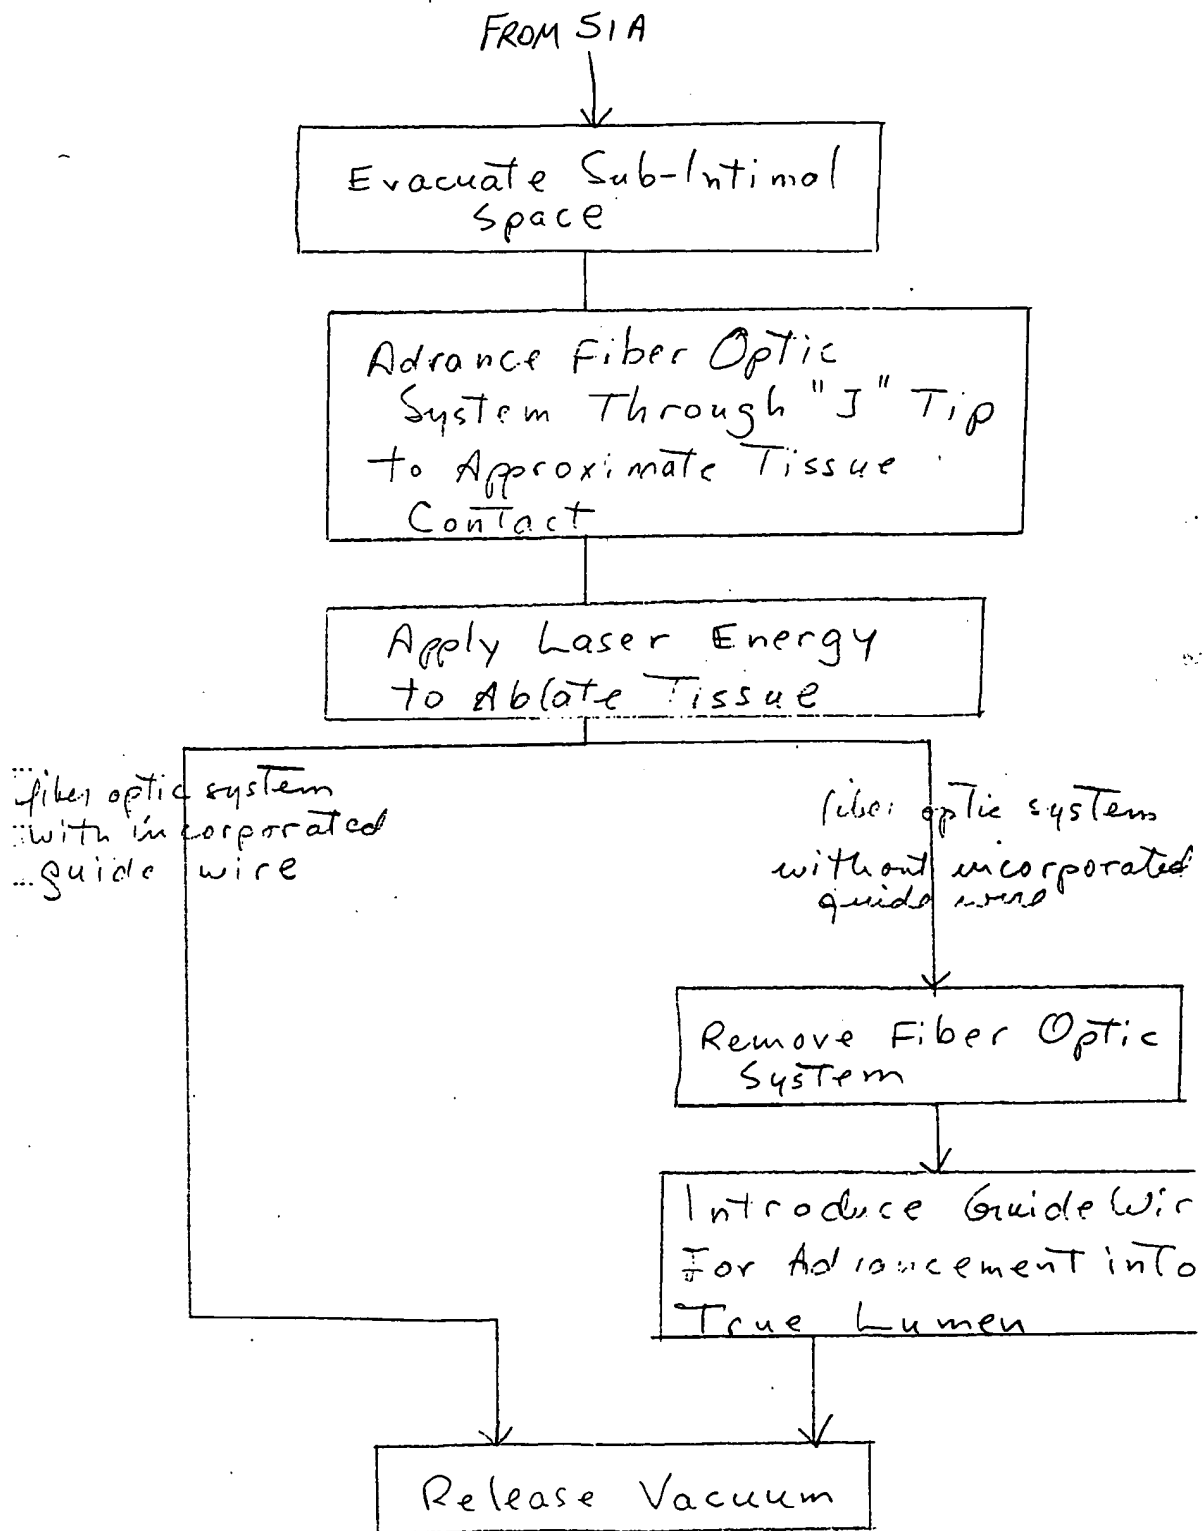 FROM 51A
Evacuate Sub-Intimal
Space
Advance Fiber Optic
System Through "J" Tip
to Approximate Tissue
Contact
Apply Laser Energy
to Ablate Tissue
fiber optic system
with incorporated
guide wire
fiber optic system
without incorporated
guide wire
Remove Fiber Optic
System
Introduce GuideWir
For Advancement into
True Lumen
Release Vacuum